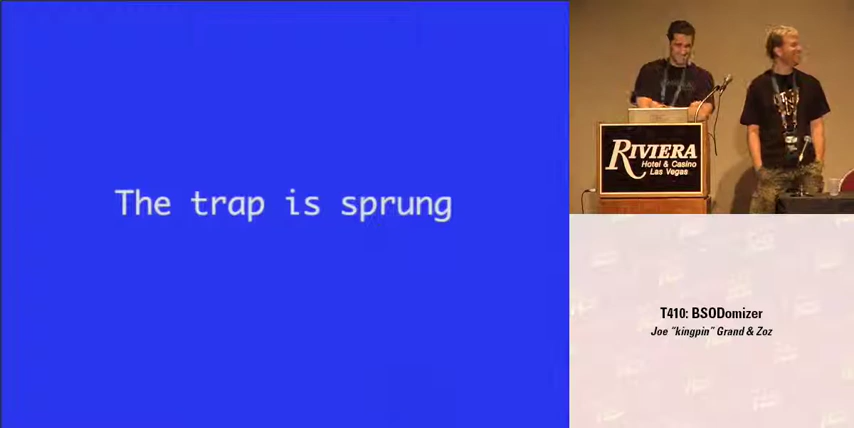 The trap is sprung
RIVIERA
Hotel & Casino
Las Vegas
T410: BSODomizer
Joe "kingpin" Grand & Zoz